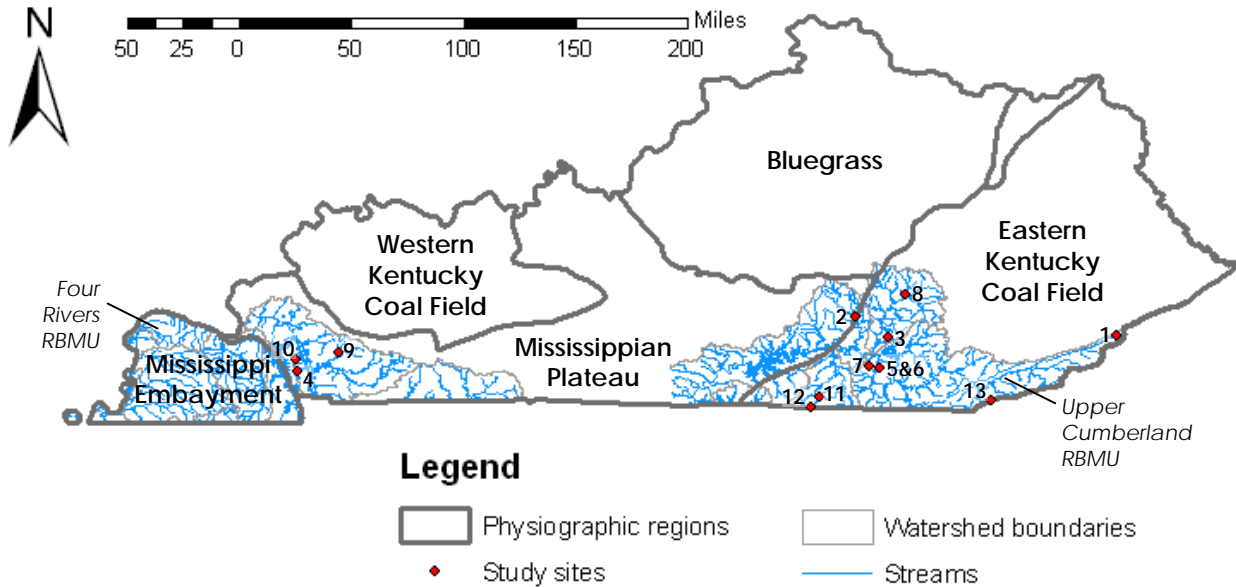 N
Miles
50 25 0 50 100 150 200
Bluegrass
Western
Kentucky
Coal Field
Eastern
Kentucky
Coal Field
Four
Rivers
RBMU
Mississippi
Embayment
Mississippian
Plateau
8
2
3
1
10
9
4
7
5&6
12
11
13
Upper
Cumberland
RBMU
Legend
Physiographic regions
Watershed boundaries
Study sites
Streams